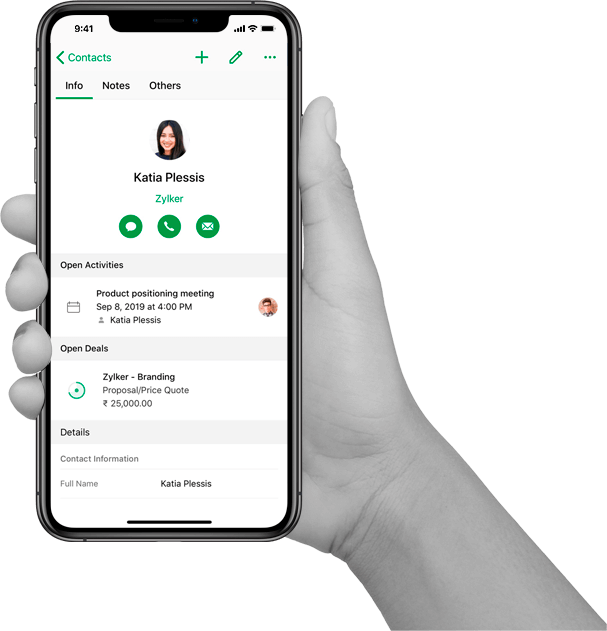 9:41
Contacts
Info Notes Others
Katia Plessis
Zylker
Open Activities
Product positioning meeting
Sep 8, 2019 at 4:00 PM
Katia Plessis
Open Deals
Zylker - Branding
Proposal/Price Quote
₹ 25,000.00
Details
Contact Information
Full Name Katia Plessis